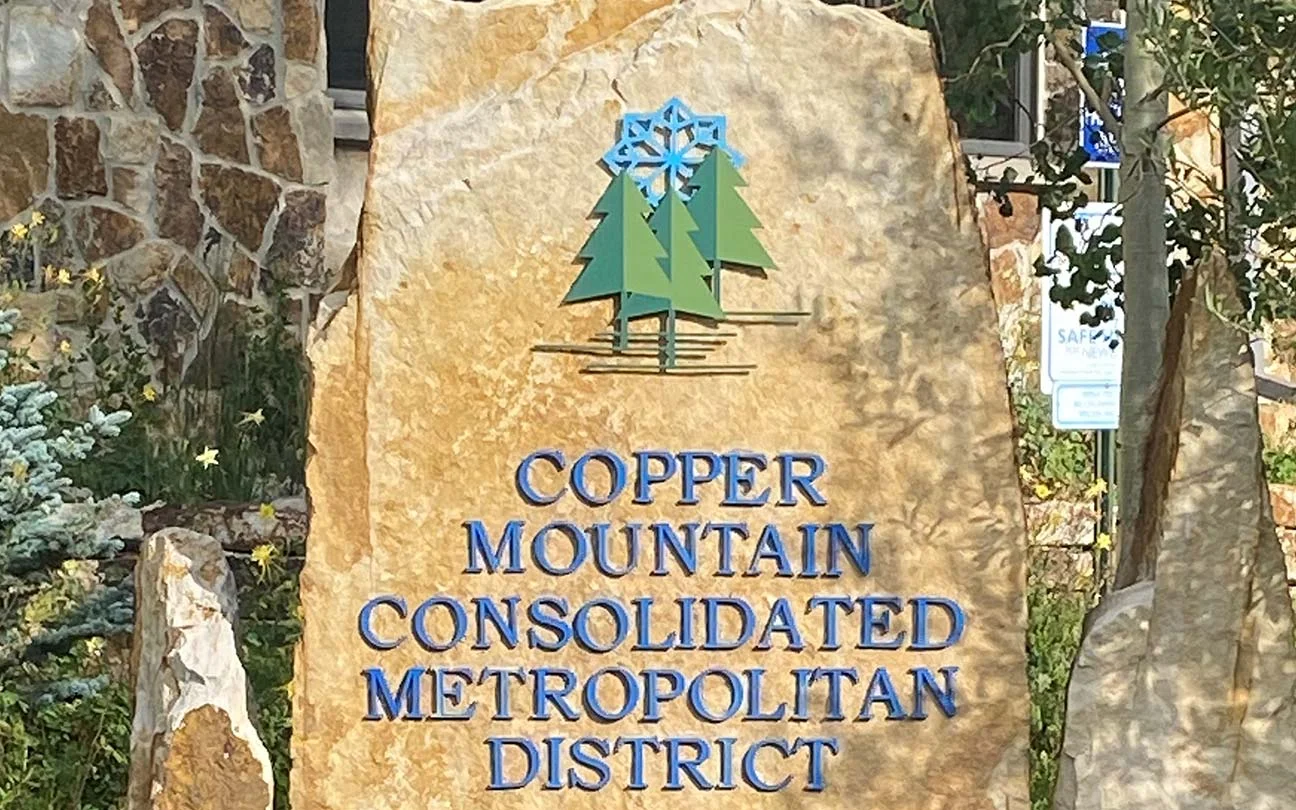 COPPER
MOUNTAIN
CONSOLIDATED
METROPOLITAN
DISTRICT